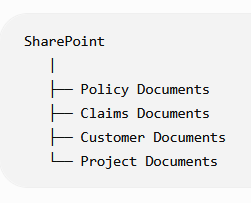 SharePoint
│
├── Policy Documents
├── Claims Documents
├── Customer Documents
└── Project Documents